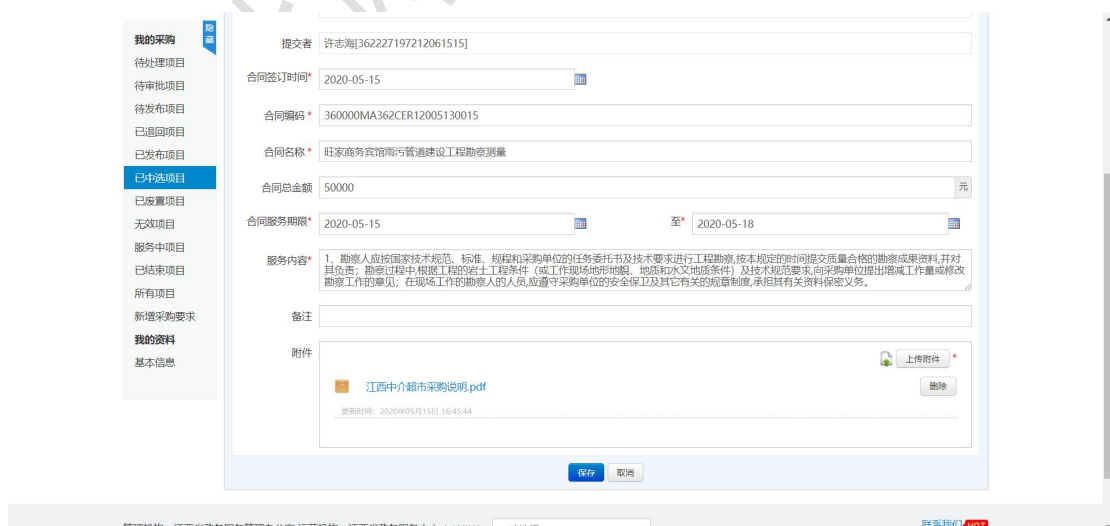 隐藏
我的采购
待处理项目
待审批项目
待发布项目
已退回项目
已发布项目
已中选项目
已废置项目
无效项目
服务中项目
已结束项目
所有项目
新增采购要求
我的资料
基本信息
提交者 许志海[362227197212061515]
合同签订时间* 2020-05-15
合同编码* 360000MA362CER12005130015
合同名称* 旺家商务宾馆雨污管道建设工程勘察测量
合同总金额 50000 元
合同服务期限* 2020-05-15 至* 2020-05-18
服务内容* 1、勘察人应按国家技术规范、标准、规程和采购单位的任务委托书及技术要求进行工程勘察,按本规定的时间提交质量合格的勘察成果资料,并对
其负责；勘察过程中,根据工程的岩土工程条件（或工作现场地形地貌、地质和水文地质条件）及技术规范要求,向采购单位提出增减工作量或修改
勘察工作的意见；在现场工作的勘察人的人员,应遵守采购单位的安全保卫及其它有关的规章制度,承担其有关资料保密义务。
备注
附件
上传附件 *
江西中介超市采购说明.pdf 删除
更新时间：2020年05月15日 16:45:44
保存 取消
联系我们 HOT